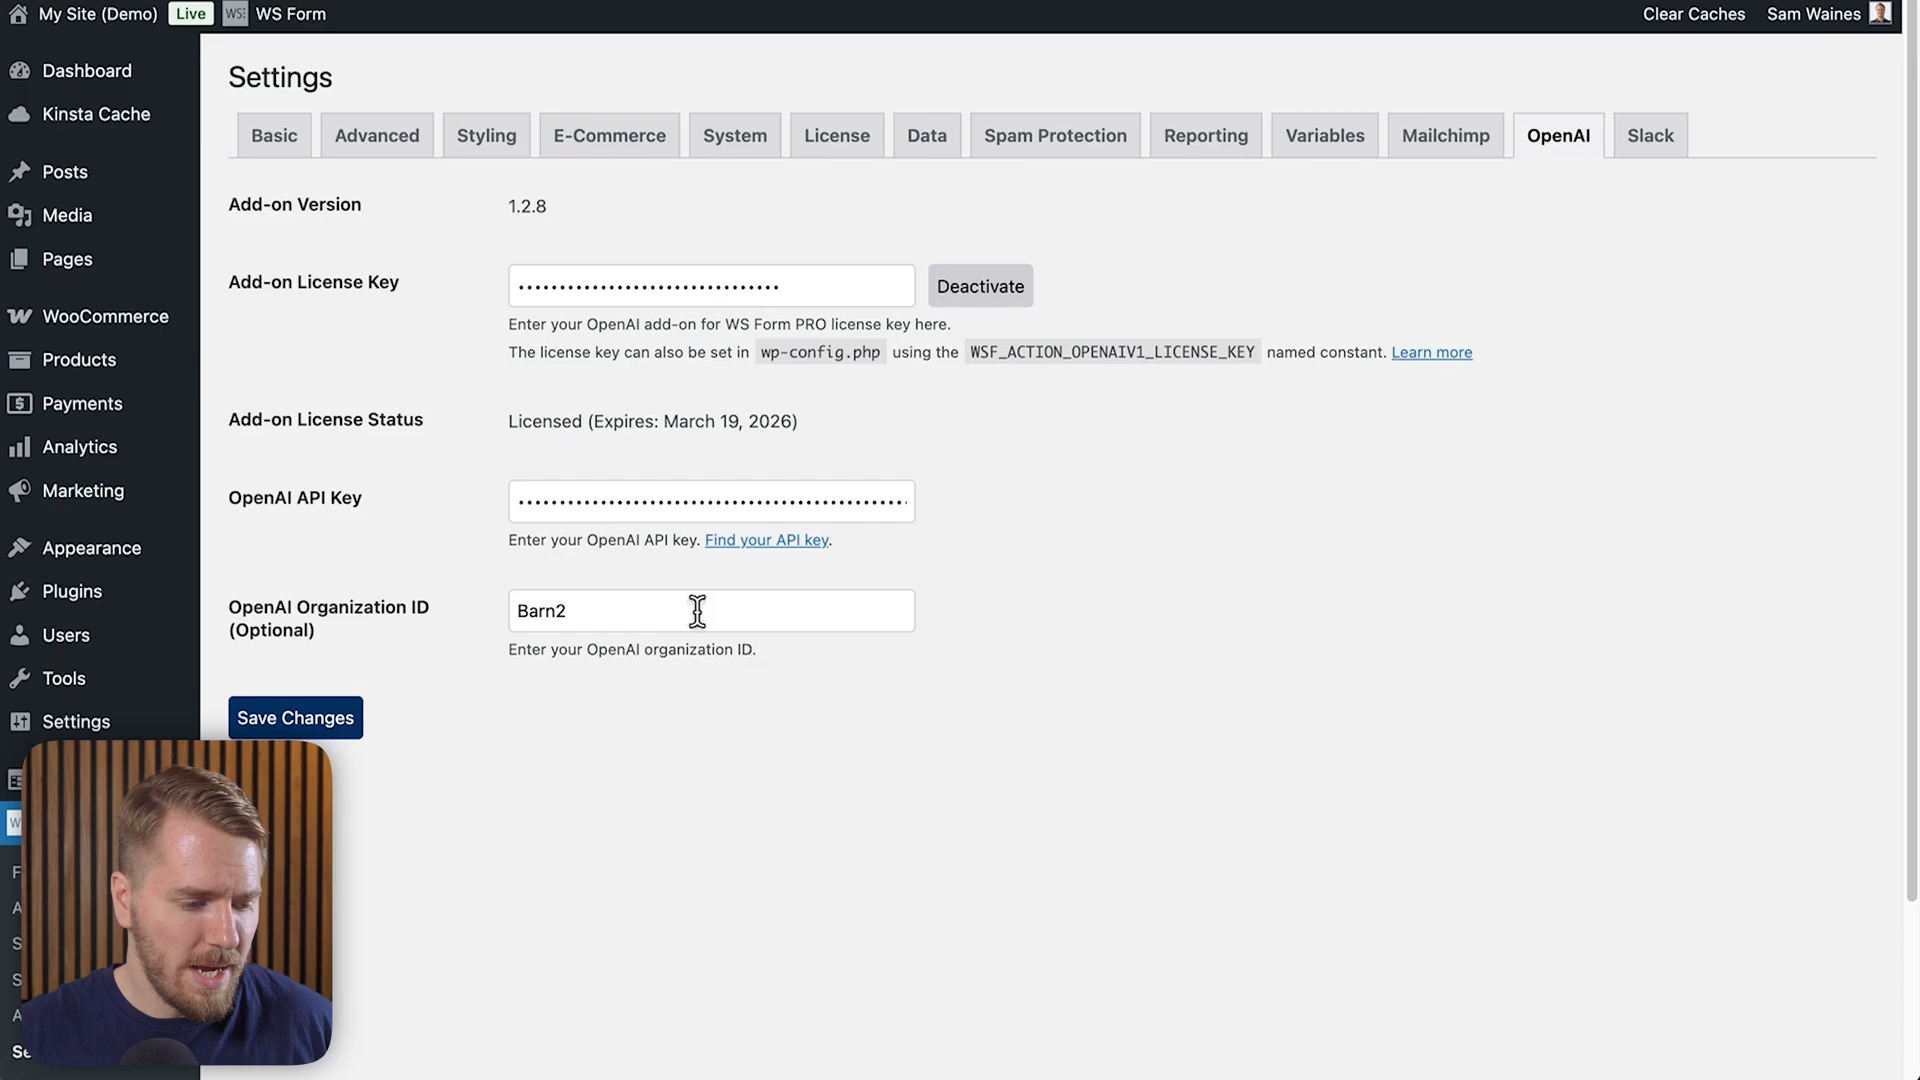 My Site (Demo) Live WS Form Clear Caches Sam Waines
Dashboard
Kinsta Cache
Posts
Media
Pages
WooCommerce
Products
Payments
Analytics
Marketing
Appearance
Plugins
Users
Tools
Settings
Settings
Basic Advanced Styling E-Commerce System License Data Spam Protection Reporting Variables Mailchimp OpenAI Slack
Add-on Version 1.2.8
Add-on License Key Deactivate
Enter your OpenAI add-on for WS Form PRO license key here.
The license key can also be set in wp-config.php using the WSF_ACTION_OPENAIV1_LICENSE_KEY named constant. Learn more
Add-on License Status Licensed (Expires: March 19, 2026)
OpenAI API Key
Enter your OpenAI API key. Find your API key.
OpenAI Organization ID
(Optional)
Barn2
Enter your OpenAI organization ID.
Save Changes